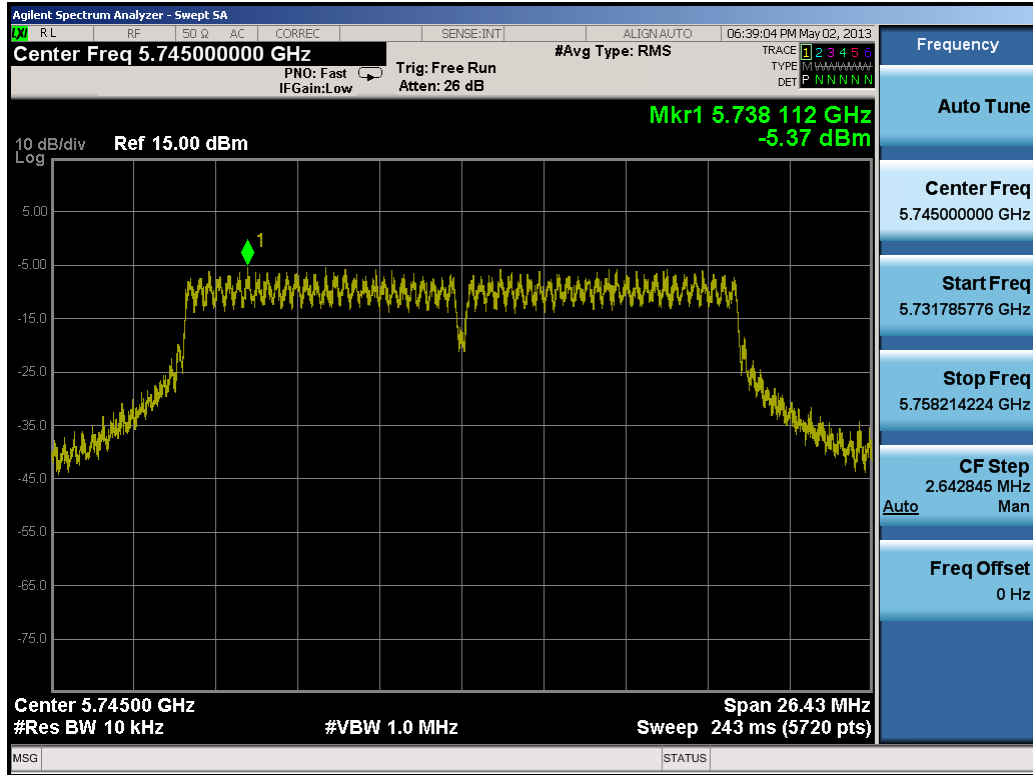 Agilent Spectrum Analyzer - Swept SA
LXI RL RF 50 Ω AC CORREC SENSE:INT ALIGN AUTO 06:39:04 PM May 02, 2013
Center Freq 5.745000000 GHz
PNO: Fast
IFGain:Low
Trig: Free Run
Atten: 26 dB
#Avg Type: RMS
TRACE 1 2 3 4 5 6
TYPE M
DET P N N N N N
Mkr1 5.738 112 GHz
-5.37 dBm
10 dB/div Ref 15.00 dBm
Log
1
5.00
-5.00
-15.0
-25.0
-35.0
-45.0
-55.0
-65.0
-75.0
Center 5.74500 GHz Span 26.43 MHz
#Res BW 10 kHz #VBW 1.0 MHz Sweep 243 ms (5720 pts)
MSG STATUS
Frequency
Auto Tune
Center Freq
5.745000000 GHz
Start Freq
5.731785776 GHz
Stop Freq
5.758214224 GHz
CF Step
2.642845 MHz
Auto Man
Freq Offset
0 Hz